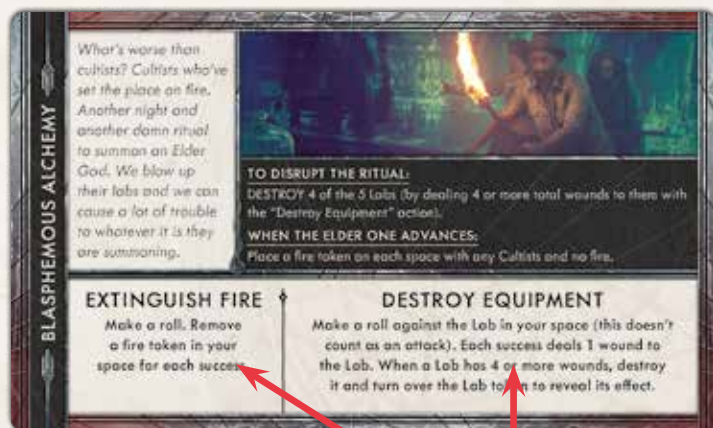 BLASPHEMOUS ALCHEMY
What's worse than
cultists? Cultists who've
set the place on fire.
Another night and
another damn ritual
to summon an Elder
God. We blow up
their labs and we can
cause a lot of trouble
to whatever it is they
are summoning.
TO DISRUPT THE RITUAL:
DESTROY 4 of the 5 Labs (by dealing 4 or more total wounds to them with
the "Destroy Equipment" action).
WHEN THE ELDER ONE ADVANCES:
Place a fire token on each space with any Cultists and no fire.
EXTINGUISH FIRE
Make a roll. Remove
a fire token in your
space for each success.
DESTROY EQUIPMENT
Make a roll against the Lab in your space (this doesn't
count as an attack). Each success deals 1 wound to
the Lab. When a Lab has 4 or more wounds, destroy
it and turn over the Lab token to reveal its effect.